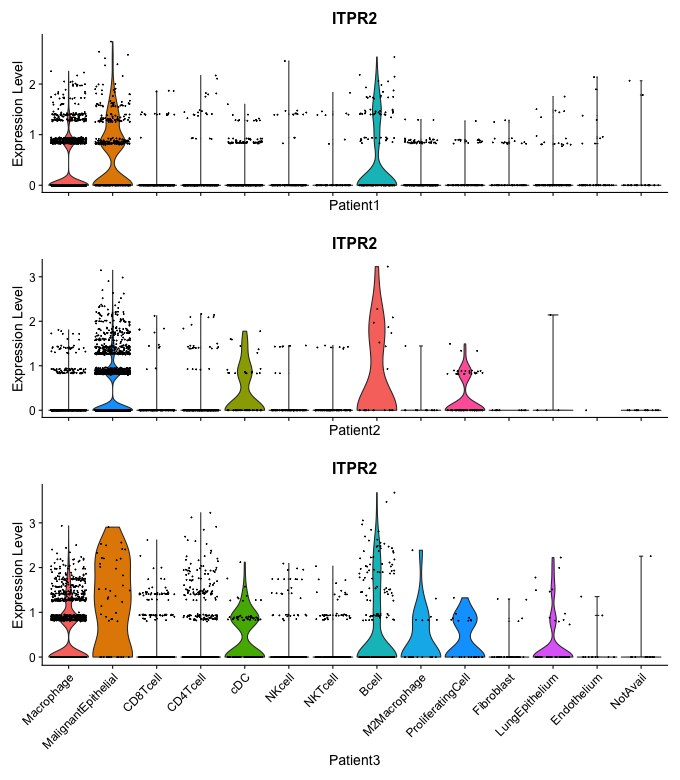 ITPR2
Expression Level
2
1
0
Patient1
ITPR2
Expression Level
3
2
1
0
Patient2
ITPR2
Expression Level
3
2
1
0
Macrophage
MalignantEpithelial
CD8Tcell
CD4Tcell
cDC
NKcell
NKTcell
Bcell
M2Macrophage
ProliferatingCell
Fibroblast
LungEpithelium
Endothelium
NotAvail
Patient3